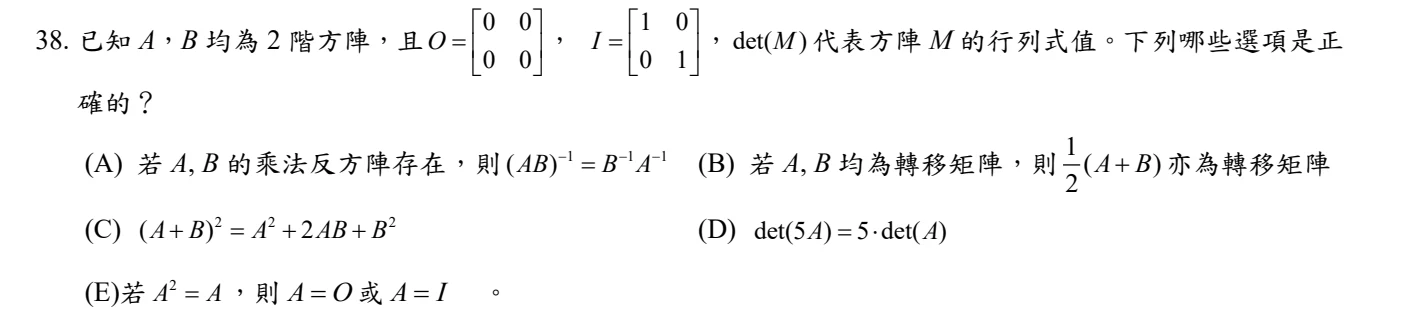 38. 已知 A，B 均為 2 階方陣，且 O = [0 0; 0 0]， I = [1 0; 0 1]，det(M) 代表方陣 M 的行列式值。下列哪些選項是正
確的？
(A) 若 A, B 的乘法反方陣存在，則 (AB)⁻¹ = B⁻¹A⁻¹ (B) 若 A, B 均為轉移矩陣，則 1/2 (A + B) 亦為轉移矩陣
(C) (A + B)² = A² + 2AB + B² (D) det(5A) = 5·det(A)
(E)若 A² = A ，則 A = O 或 A = I 。